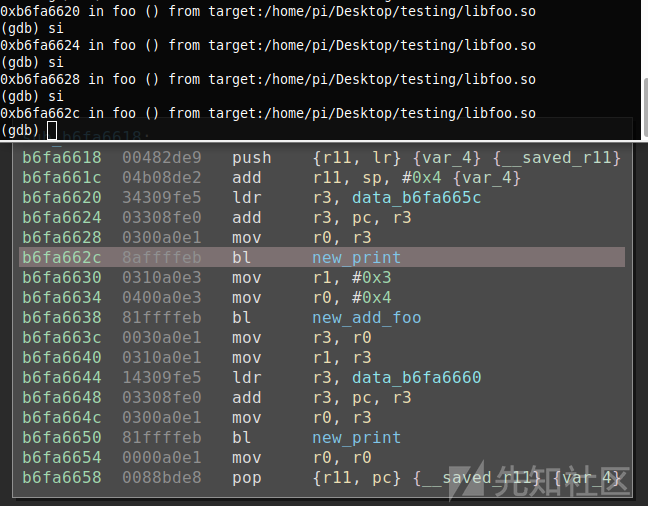 0xb6fa6620 in foo () from target:/home/pi/Desktop/testing/libfoo.so
(gdb) si
0xb6fa6624 in foo () from target:/home/pi/Desktop/testing/libfoo.so
(gdb) si
0xb6fa6628 in foo () from target:/home/pi/Desktop/testing/libfoo.so
(gdb) si
0xb6fa662c in foo () from target:/home/pi/Desktop/testing/libfoo.so
(gdb)
b6fa6618:
b6fa6618 00482de9 push {r11, lr} {var_4} {__saved_r11}
b6fa661c 04b08de2 add r11, sp, #0x4 {var_4}
b6fa6620 34309fe5 ldr r3, data_b6fa665c
b6fa6624 03308fe0 add r3, pc, r3
b6fa6628 0300a0e1 mov r0, r3
b6fa662c 8affffeb bl new_print
b6fa6630 0310a0e3 mov r1, #0x3
b6fa6634 0400a0e3 mov r0, #0x4
b6fa6638 81ffffeb bl new_add_foo
b6fa663c 0030a0e1 mov r3, r0
b6fa6640 0310a0e1 mov r1, r3
b6fa6644 14309fe5 ldr r3, data_b6fa6660
b6fa6648 03308fe0 add r3, pc, r3
b6fa664c 0300a0e1 mov r0, r3
b6fa6650 81ffffeb bl new_print
b6fa6654 0000a0e1 mov r0, r0
b6fa6658 0088bde8 pop {r11, pc} {__saved_r11} {var_4}
先知社区